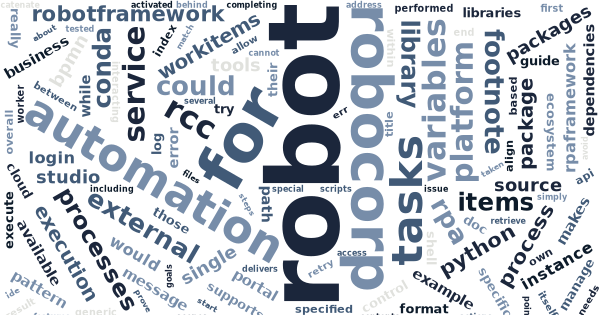 catenate
activated
behind
completing
address
performed
libraries
first
robotframework
really
about
tested
index
match
workitems
allow
cannot
business
bpmn
conda
service
tools
their
for
robot
robocorp
within
library
variables
platform
end
footnote
packages
guide
dependencies
between
while
interacting
could
several
rcc
try
err
title
based
package
ecosystem
rpaframework
worker
overall
automation
log
error
files
align
taken
login
studio
including
path
special
scripts
issue
tasks
source
simply
api
cloud
execute
available
execution
processes
external
those
steps
items
rpa
doc
retrieve
python
process
makes
would
message
goals
single
delivers
portal
access
retry
shell
own
instance
manage
pattern
ide
result
prove
generic
start
supports
specified
control
example
format
specific
point
itself
needs